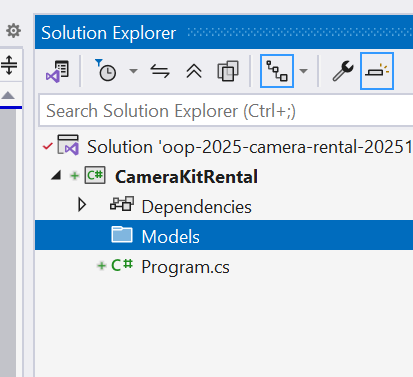 Solution Explorer
Search Solution Explorer (Ctrl+;)
Solution 'oop-2025-camera-rental-20251
C# CameraKitRental
Dependencies
Models
C# Program.cs